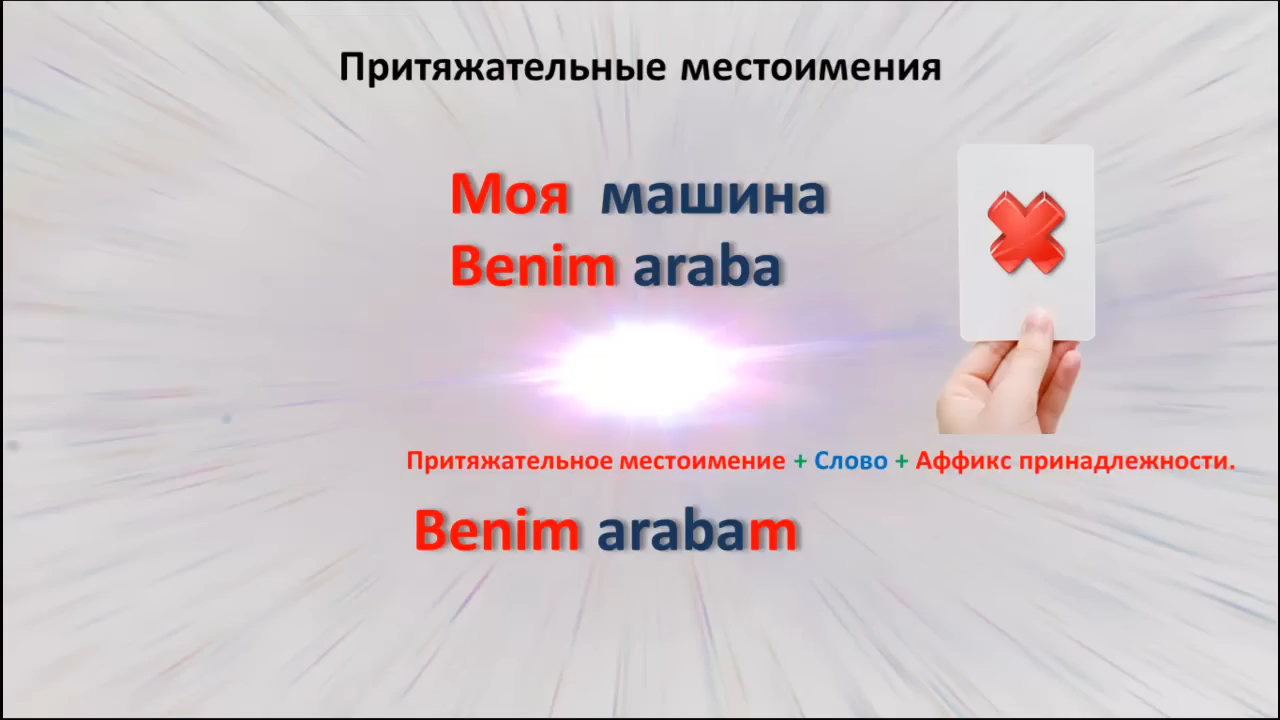 Притяжательные местоимения
Моя машина
Benim araba
Притяжательное местоимение + Слово + Аффикс принадлежности.
Benim arabam